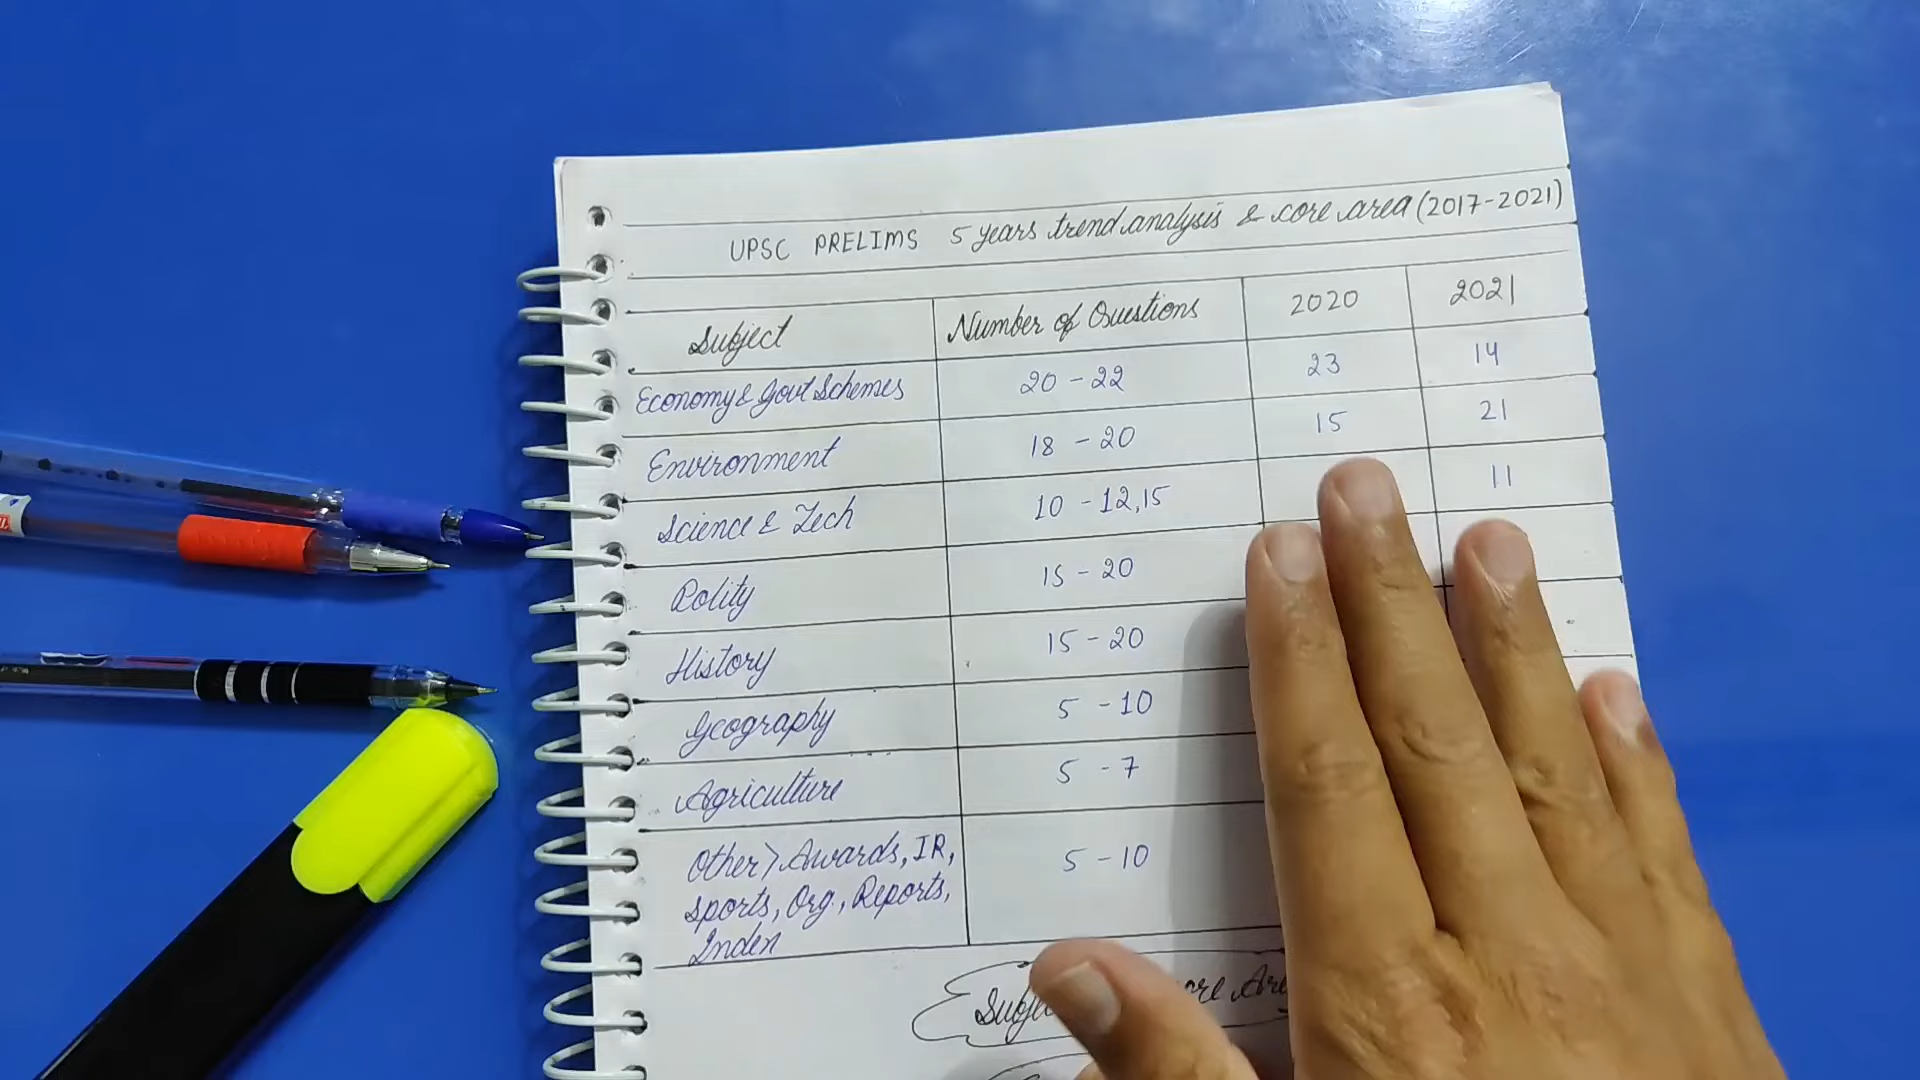 UPSC PRELIMS 5 years trend analysis & core area (2017-2021)
Subject Number of Questions 2020 2021
Economy & Govt Schemes 20 - 22 23 14
Environment 18 - 20 15 21
Science & Tech 10 - 12,15 11
Polity 15 - 20
History 15 - 20
Geography 5 - 10
Agriculture 5 - 7
Other > Awards, IR, 5 - 10
Sports, Org., Reports,
Inden